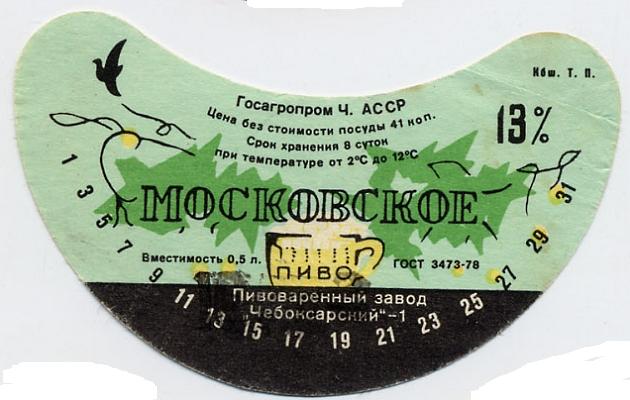 Кбш. Т. П.
Госагропром Ч. АССР
Цена без стоимости посуды 41 коп.
Срок хранения 8 суток
при температуре от 2°С до 12°С
13%
МОСКОВСКОЕ
Вместимость 0,5 л.
ПИВО
ГОСТ 3473-78
Пивоваренный завод
„Чебоксарский“-1
1 3 5 7 9 11 13 15 17 19 21 23 25 27 29 31